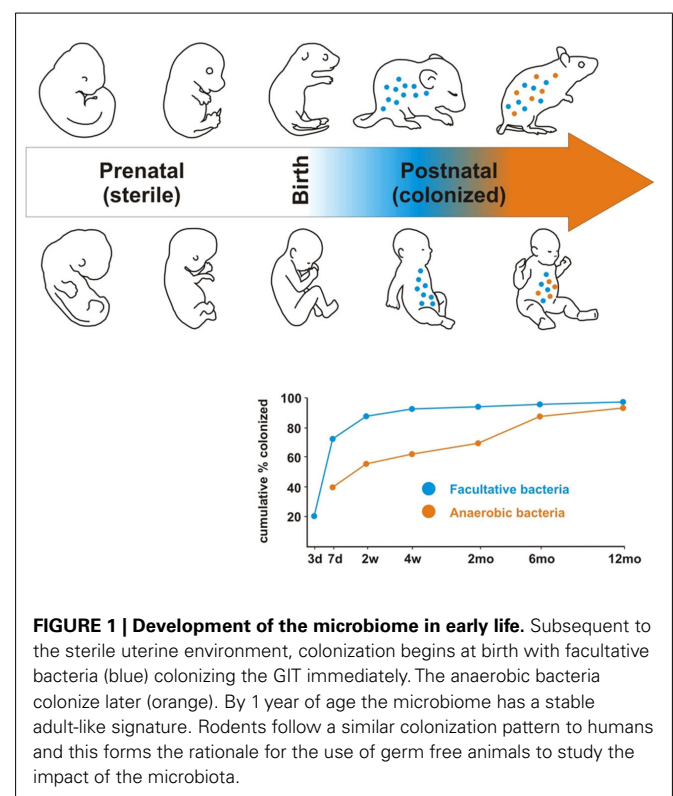 Prenatal
(sterile)
Birth
Postnatal
(colonized)
cumulative % colonized
100
80
60
40
20
Facultative bacteria
Anaerobic bacteria
3d 7d 2w 4w 2mo 6mo 12mo
FIGURE 1 | Development of the microbiome in early life. Subsequent to
the sterile uterine environment, colonization begins at birth with facultative
bacteria (blue) colonizing the GIT immediately. The anaerobic bacteria
colonize later (orange). By 1 year of age the microbiome has a stable
adult-like signature. Rodents follow a similar colonization pattern to humans
and this forms the rationale for the use of germ free animals to study the
impact of the microbiota.